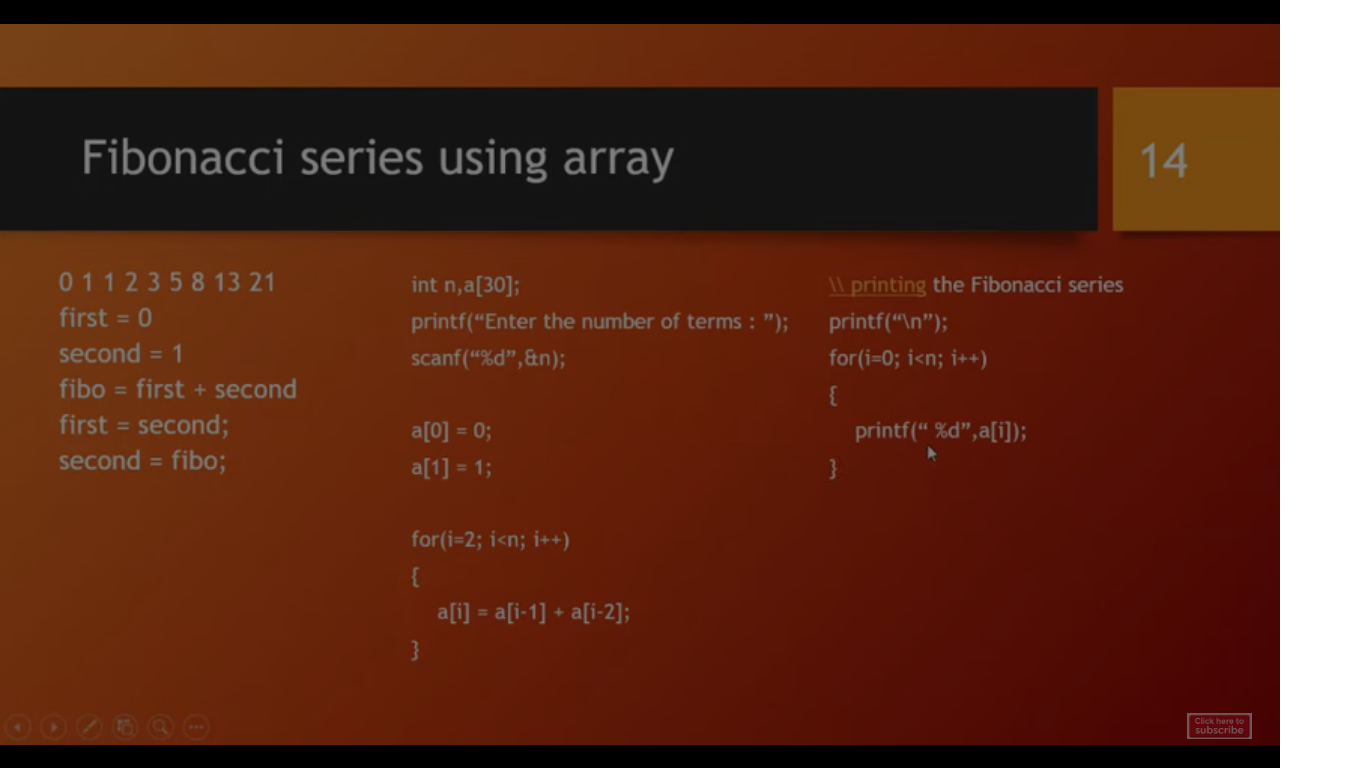 Fibonacci series using array
14
0 1 1 2 3 5 8 13 21
first = 0
second = 1
fibo = first + second
first = second;
second = fibo;
int n,a[30];
printf(“Enter the number of terms : ”);
scanf(“%d”,&n);
a[0] = 0;
a[1] = 1;
for(i=2; i<n; i++)
{
a[i] = a[i-1] + a[i-2];
}
\\ printing the Fibonacci series
printf(“\n”);
for(i=0; i<n; i++)
{
printf(“ %d”,a[i]);
}
Click here to
subscribe